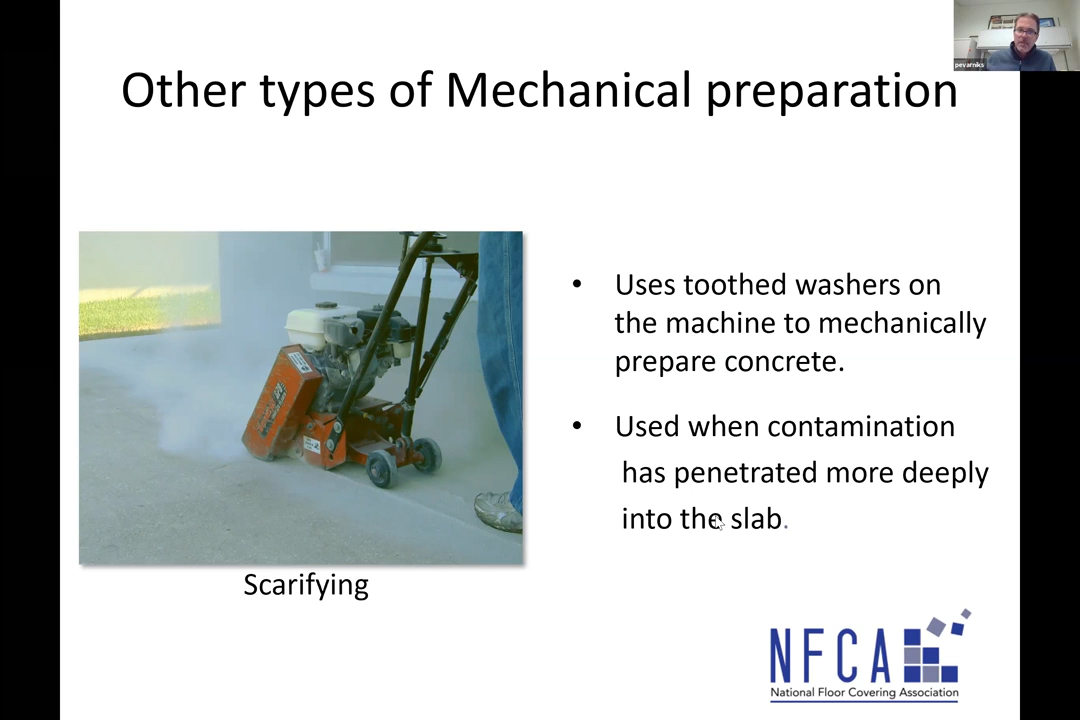 pevarniks
Other types of Mechanical preparation
• Uses toothed washers on
the machine to mechanically
prepare concrete.
• Used when contamination
has penetrated more deeply
into the slab.
Scarifying
NFCA
National Floor Covering Association